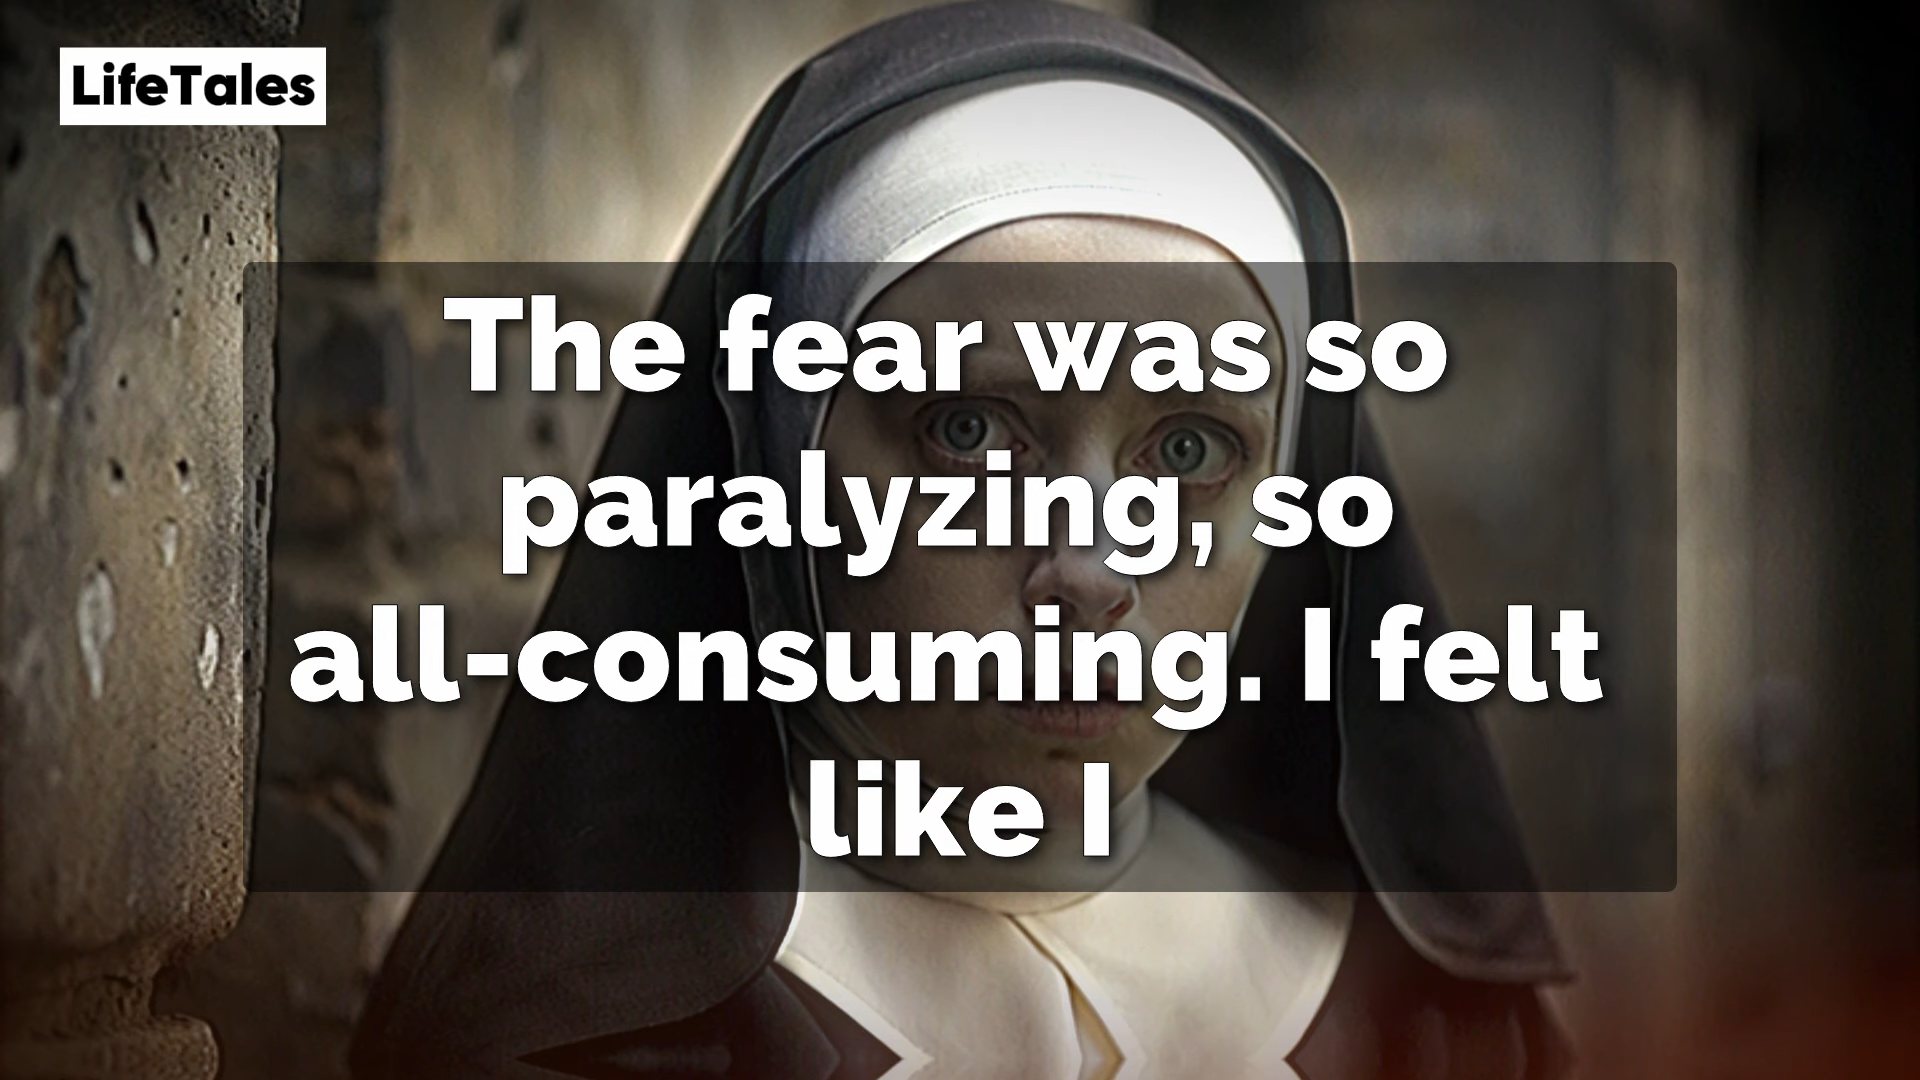 LifeTales
The fear was so
paralyzing, so
all-consuming. I felt
like I